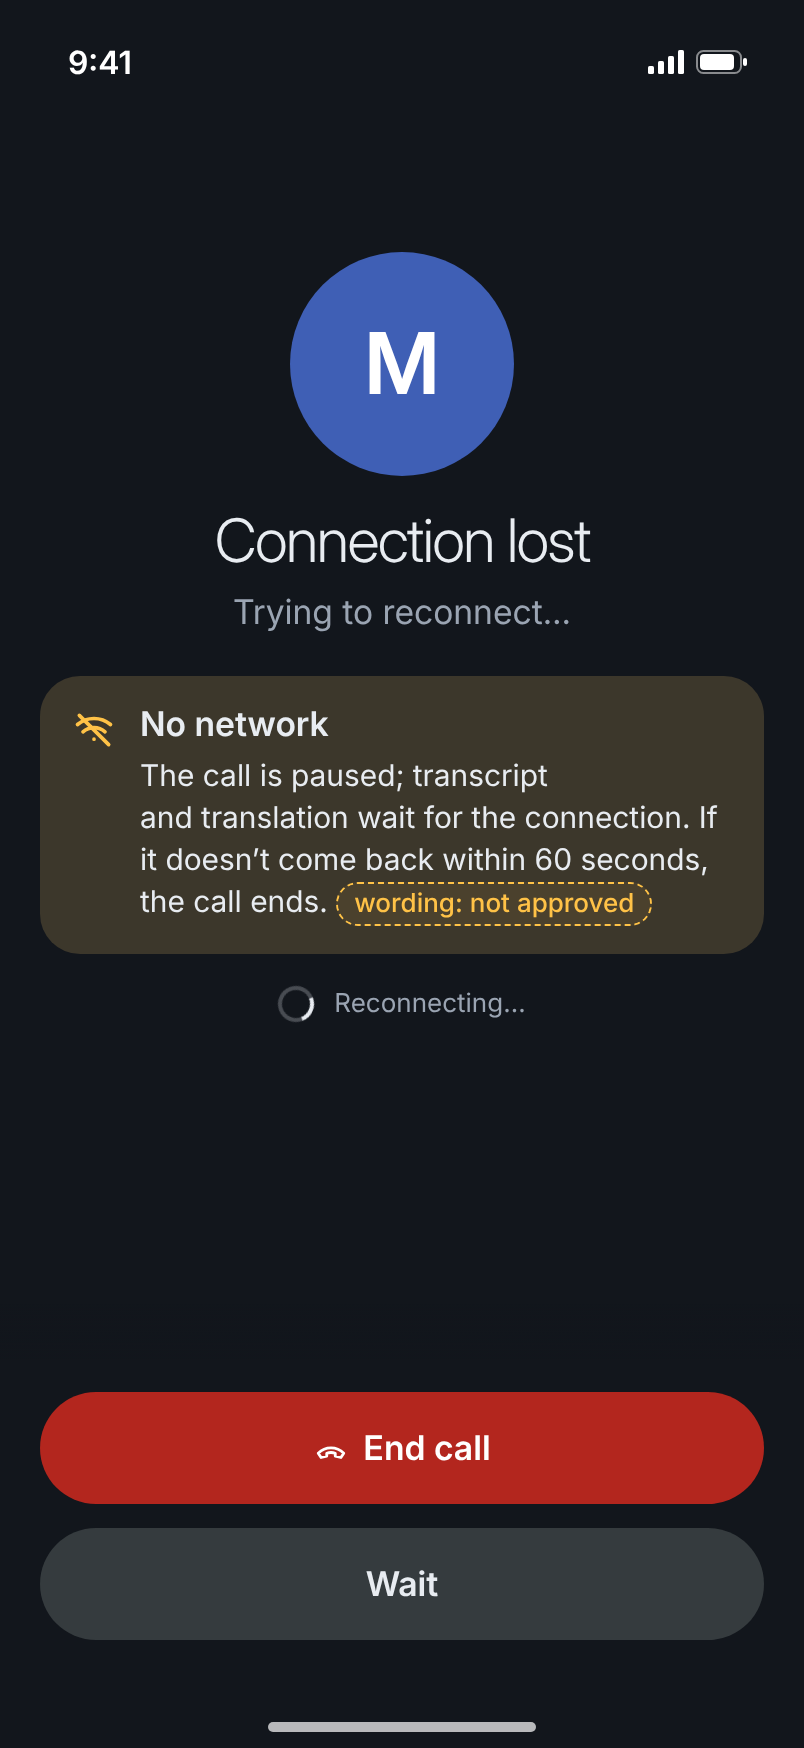 9:41
M
Connection lost
Trying to reconnect...
No network
The call is paused; transcript
and translation wait for the connection. If
it doesn’t come back within 60 seconds,
the call ends. wording: not approved
Reconnecting...
End call
Wait